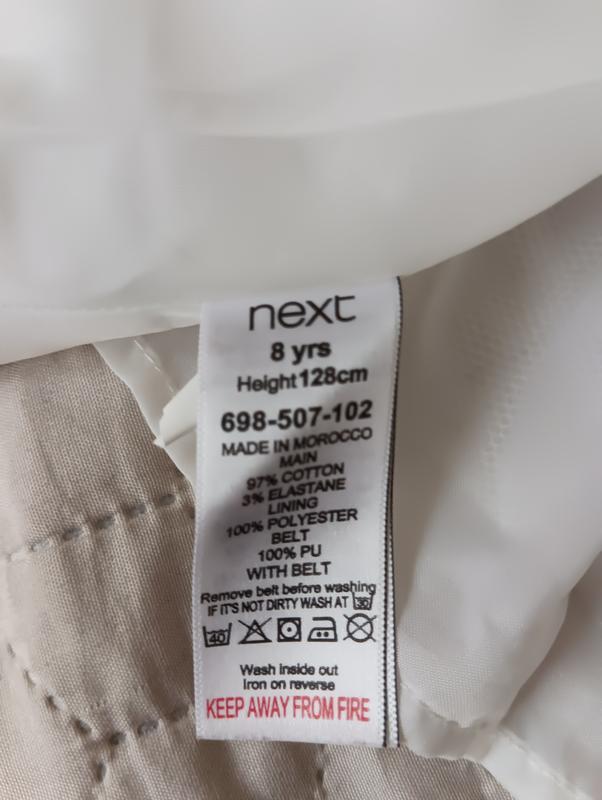 next
8 yrs
Height 128cm
698-507-102
MADE IN MOROCCO
MAIN
97% COTTON
3% ELASTANE
LINING
100% POLYESTER
BELT
100% PU
WITH BELT
Remove belt before washing
IF IT'S NOT DIRTY WASH AT 30
40
Wash inside out
Iron on reverse
KEEP AWAY FROM FIRE